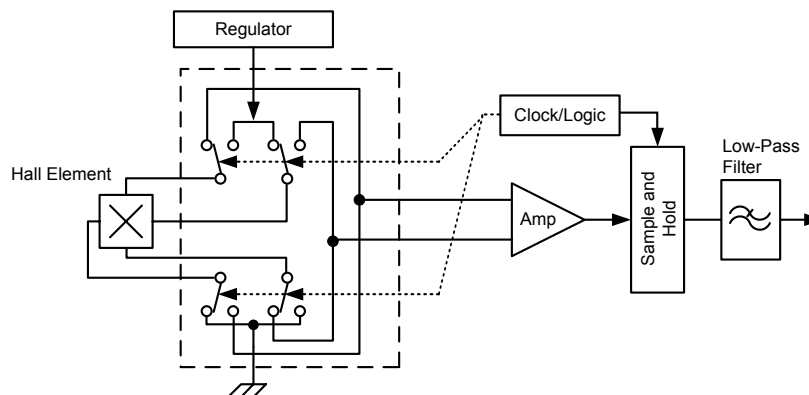 Regulator
Clock/Logic
Low-Pass
Filter
Hall Element
Amp
Sample and
Hold